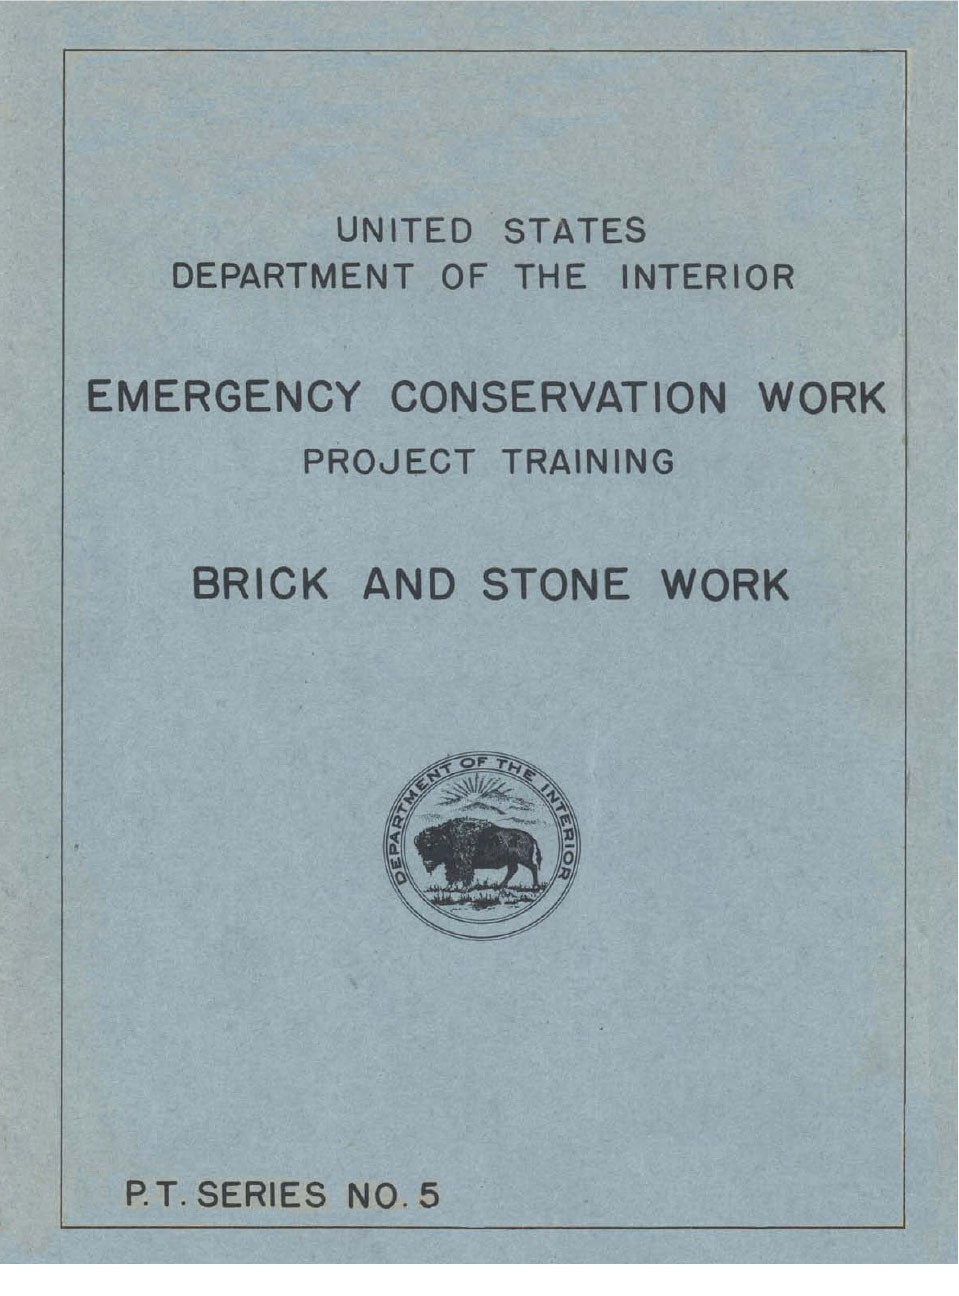 UNITED STATES
DEPARTMENT OF THE INTERIOR
EMERGENCY CONSERVATION WORK
PROJECT TRAINING
BRICK AND STONE WORK
DEPARTMENT OF THE INTERIOR
P.T. SERIES NO. 5